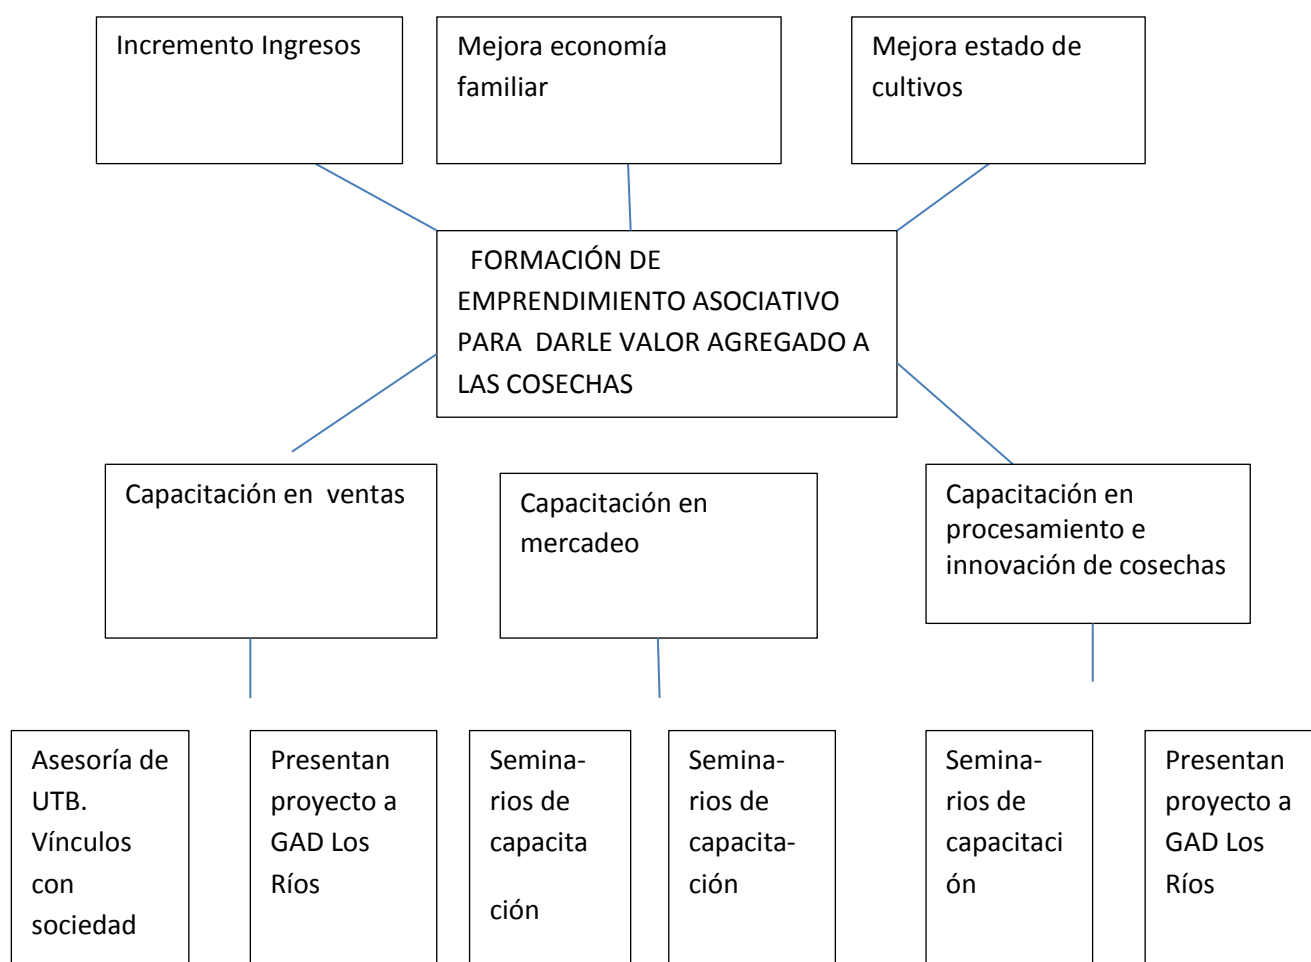 Incremento Ingresos
Mejora economía
familiar
Mejora estado de
cultivos
FORMACIÓN DE
EMPRENDIMIENTO ASOCIATIVO
PARA  DARLE VALOR AGREGADO A
LAS COSECHAS
Capacitación en  ventas
Capacitación en
mercadeo
Capacitación en
procesamiento e
innovación de cosechas
Asesoría de
UTB.
Vínculos
con
sociedad
Presentan
proyecto a
GAD Los
Ríos
Semina-
rios de
capacita
ción
Semina-
rios de
capacita-
ción
Semina-
rios de
capacitaci
ón
Presentan
proyecto a
GAD Los
Ríos